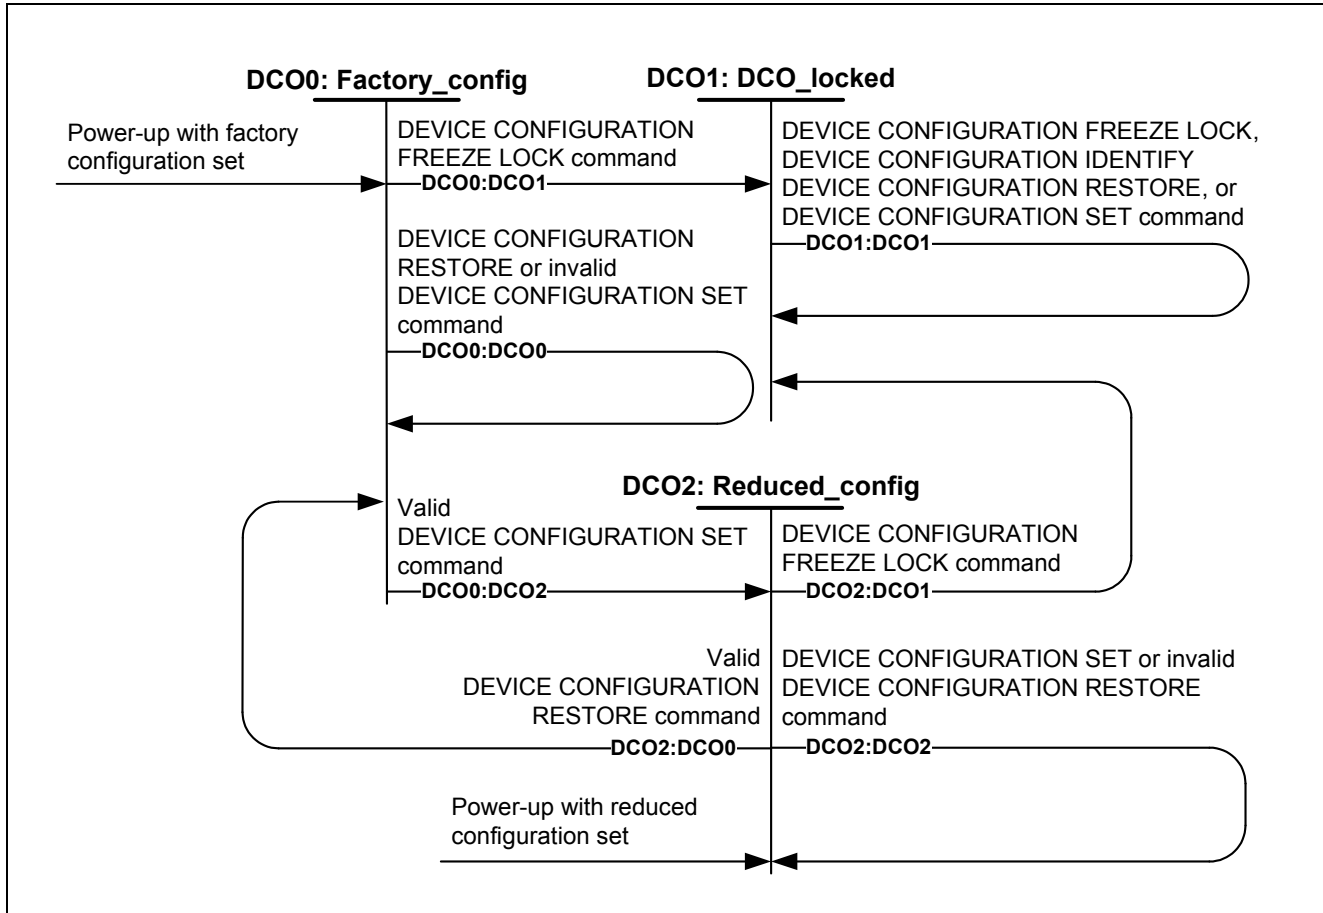 DCO0: Factory_config
DCO1: DCO_locked
Power-up with factory
configuration set
DEVICE CONFIGURATION
FREEZE LOCK command
DCO0:DCO1
DEVICE CONFIGURATION FREEZE LOCK,
DEVICE CONFIGURATION IDENTIFY
DEVICE CONFIGURATION RESTORE, or
DEVICE CONFIGURATION SET command
DCO1:DCO1
DEVICE CONFIGURATION
RESTORE or invalid
DEVICE CONFIGURATION SET
command
DCO0:DCO0
DCO2: Reduced_config
Valid
DEVICE CONFIGURATION SET
command
DCO0:DCO2
DEVICE CONFIGURATION
FREEZE LOCK command
DCO2:DCO1
Valid
DEVICE CONFIGURATION
RESTORE command
DCO2:DCO0
DEVICE CONFIGURATION SET or invalid
DEVICE CONFIGURATION RESTORE
command
DCO2:DCO2
Power-up with reduced
configuration set